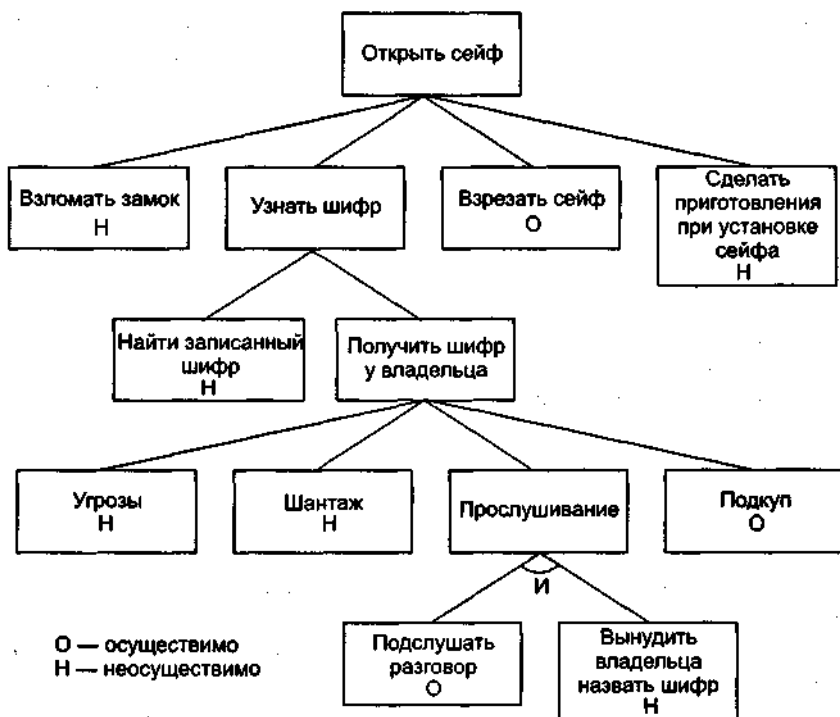 Открыть сейф
Взломать замок
Н
Узнать шифр
Взрезать сейф
О
Сделать
приготовления
при установке
сейфа
Н
Найти записанный
шифр
Н
Получить шифр
у владельца
Угрозы
Н
Шантаж
Н
Прослушивание
Подкуп
О
И
Подслушать
разговор
О
Вынудить
владельца
назвать шифр
Н
О — осуществимо
Н — неосуществимо